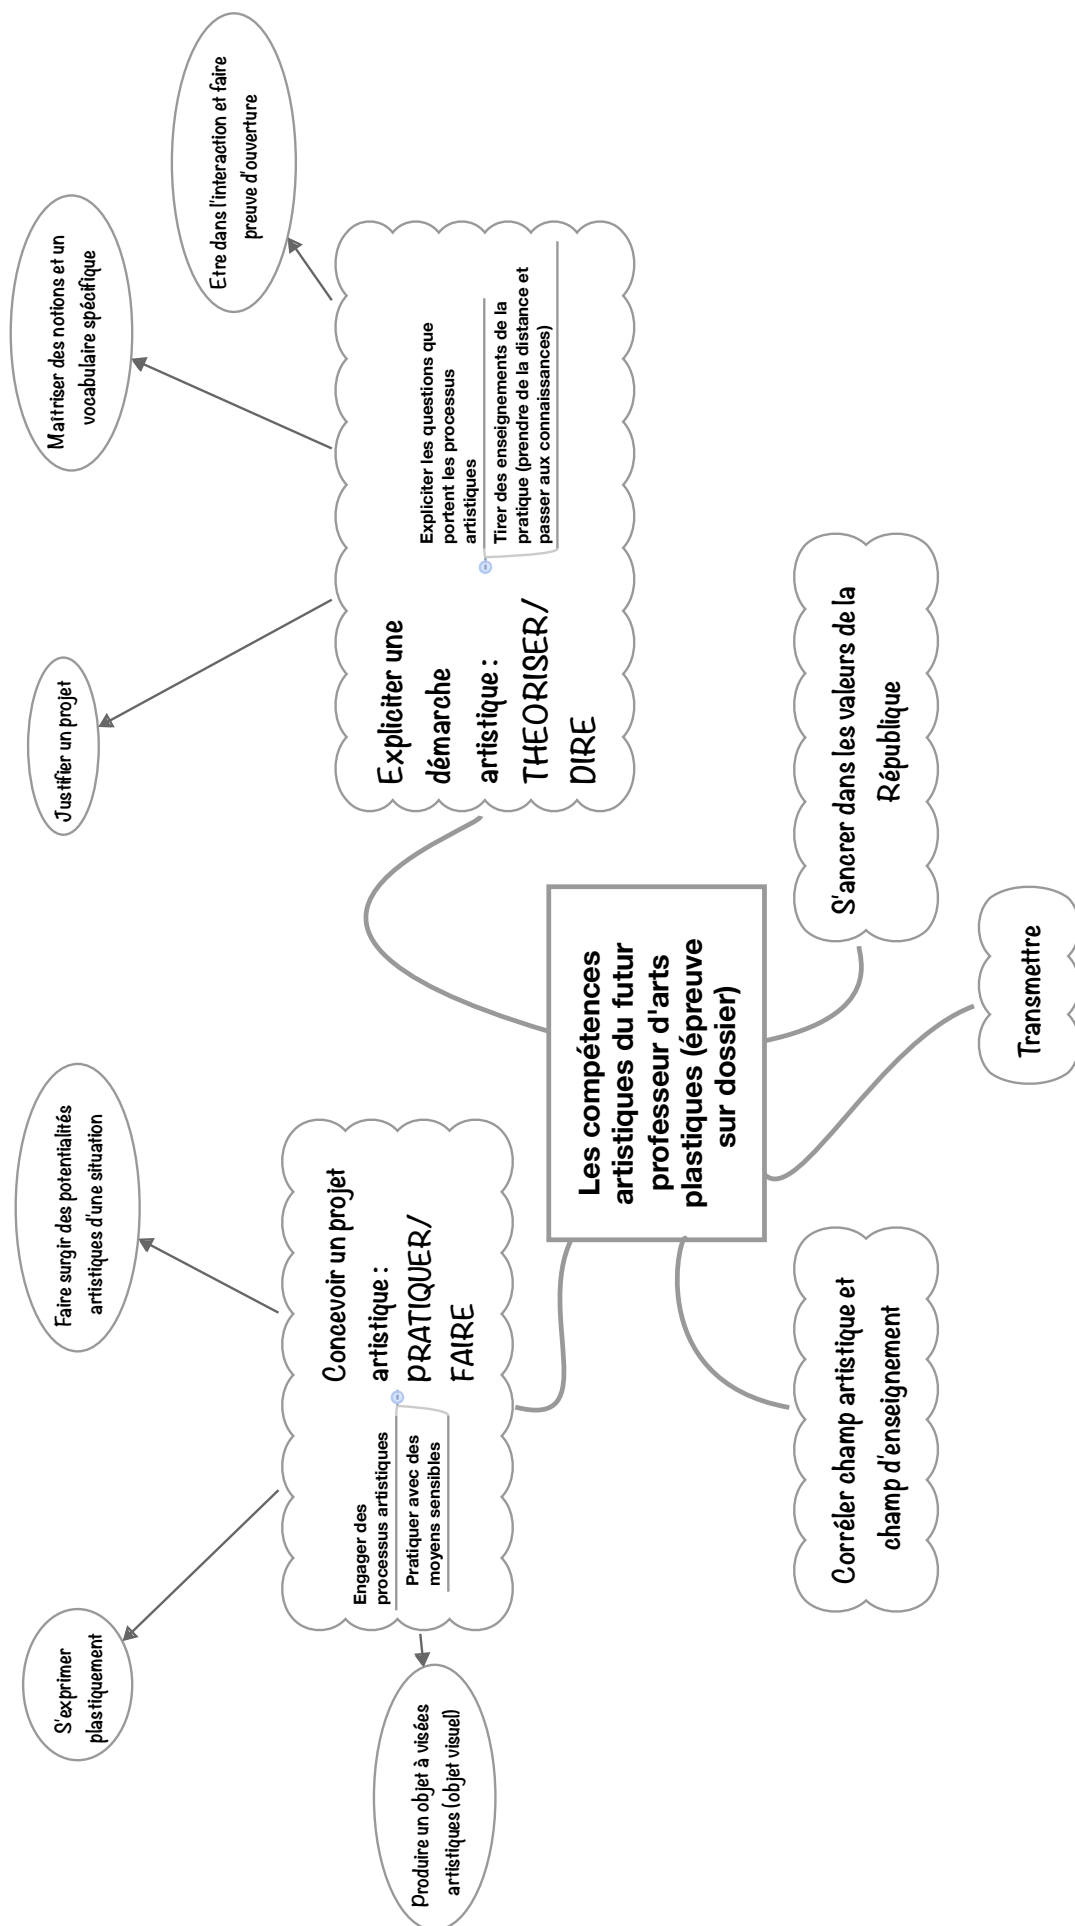 S'exprimer
plastiquement
Faire surgir des potentialités
artistiques d'une situation
Justifier un projet
Maîtriser des notions et un
vocabulaire spécifique
Etre dans l'interaction et faire
preuve d'ouverture
Produire un objet à visées
artistiques (objet visuel)
Engager des
processus artistiques
Pratiquer avec des
moyens sensibles
Concevoir un projet
artistique :
PRATIQUER/
FAIRE
Expliciter une
démarche
artistique :
THEORISER/
DIRE
Expliciter les questions que
portent les processus
artistiques
Tirer des enseignements de la
pratique (prendre de la distance et
passer aux connaissances)
Les compétences
artistiques du futur
professeur d'arts
plastiques (épreuve
sur dossier)
Corréler champ artistique et
champ d'enseignement
S'ancrer dans les valeurs de la
République
Transmettre